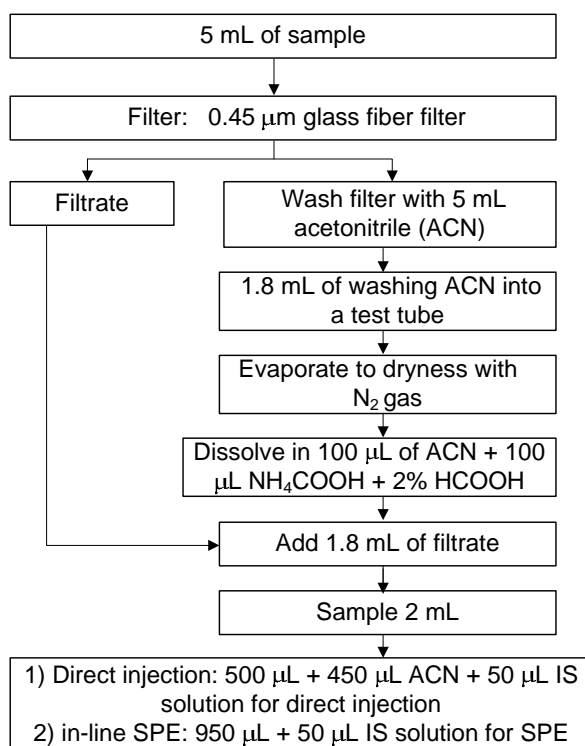 5 mL of sample
Filter: 0.45 μm glass fiber filter
Filtrate
Wash filter with 5 mL
acetonitrile (ACN)
1.8 mL of washing ACN into
a test tube
Evaporate to dryness with
N₂ gas
Dissolve in 100 μL of ACN + 100
μL NH₄COOH + 2% HCOOH
Add 1.8 mL of filtrate
Sample 2 mL
1) Direct injection: 500 μL + 450 μL ACN + 50 μL IS
solution for direct injection
2) in-line SPE: 950 μL + 50 μL IS solution for SPE